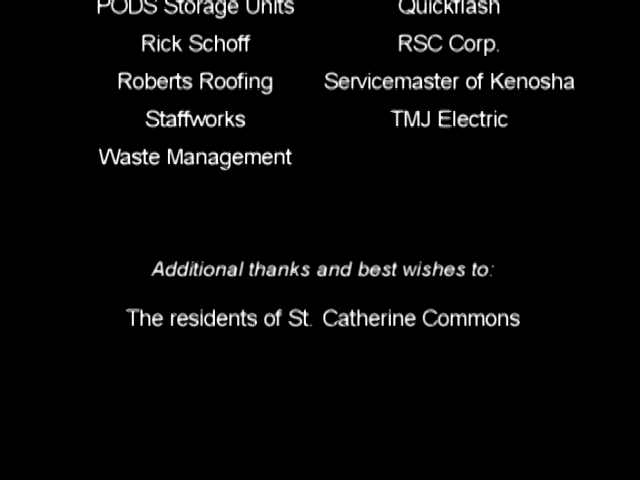 PODS Storage Units Quickflash
Rick Schoff RSC Corp.
Roberts Roofing Servicemaster of Kenosha
Staffworks TMJ Electric
Waste Management
Additional thanks and best wishes to:
The residents of St. Catherine Commons